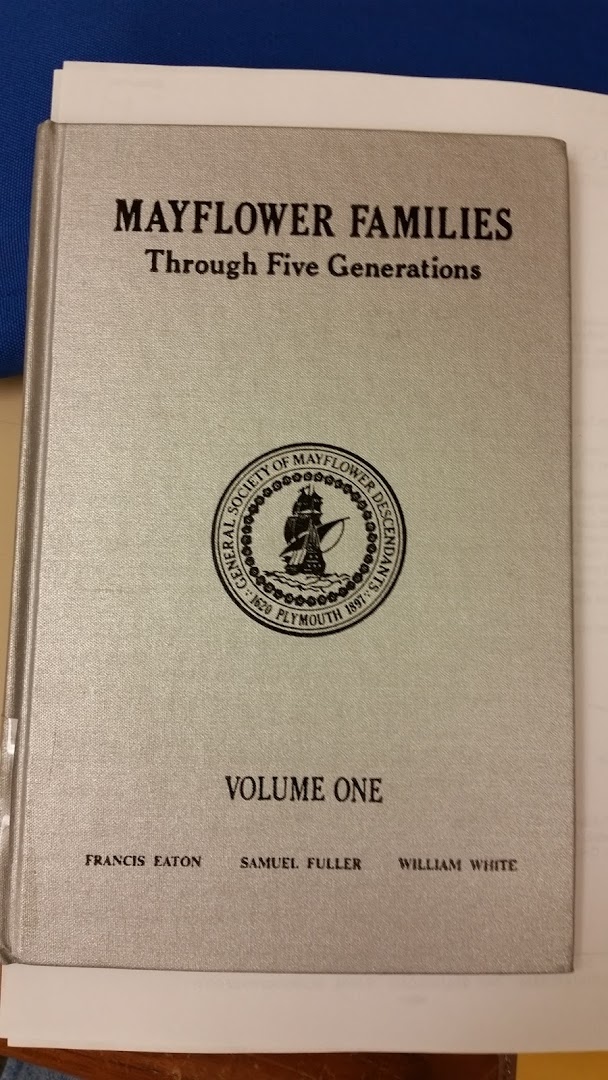 MAYFLOWER FAMILIES
Through Five Generations
GENERAL SOCIETY OF MAYFLOWER DESCENDANTS
1620 PLYMOUTH 1897
VOLUME ONE
FRANCIS EATON SAMUEL FULLER WILLIAM WHITE